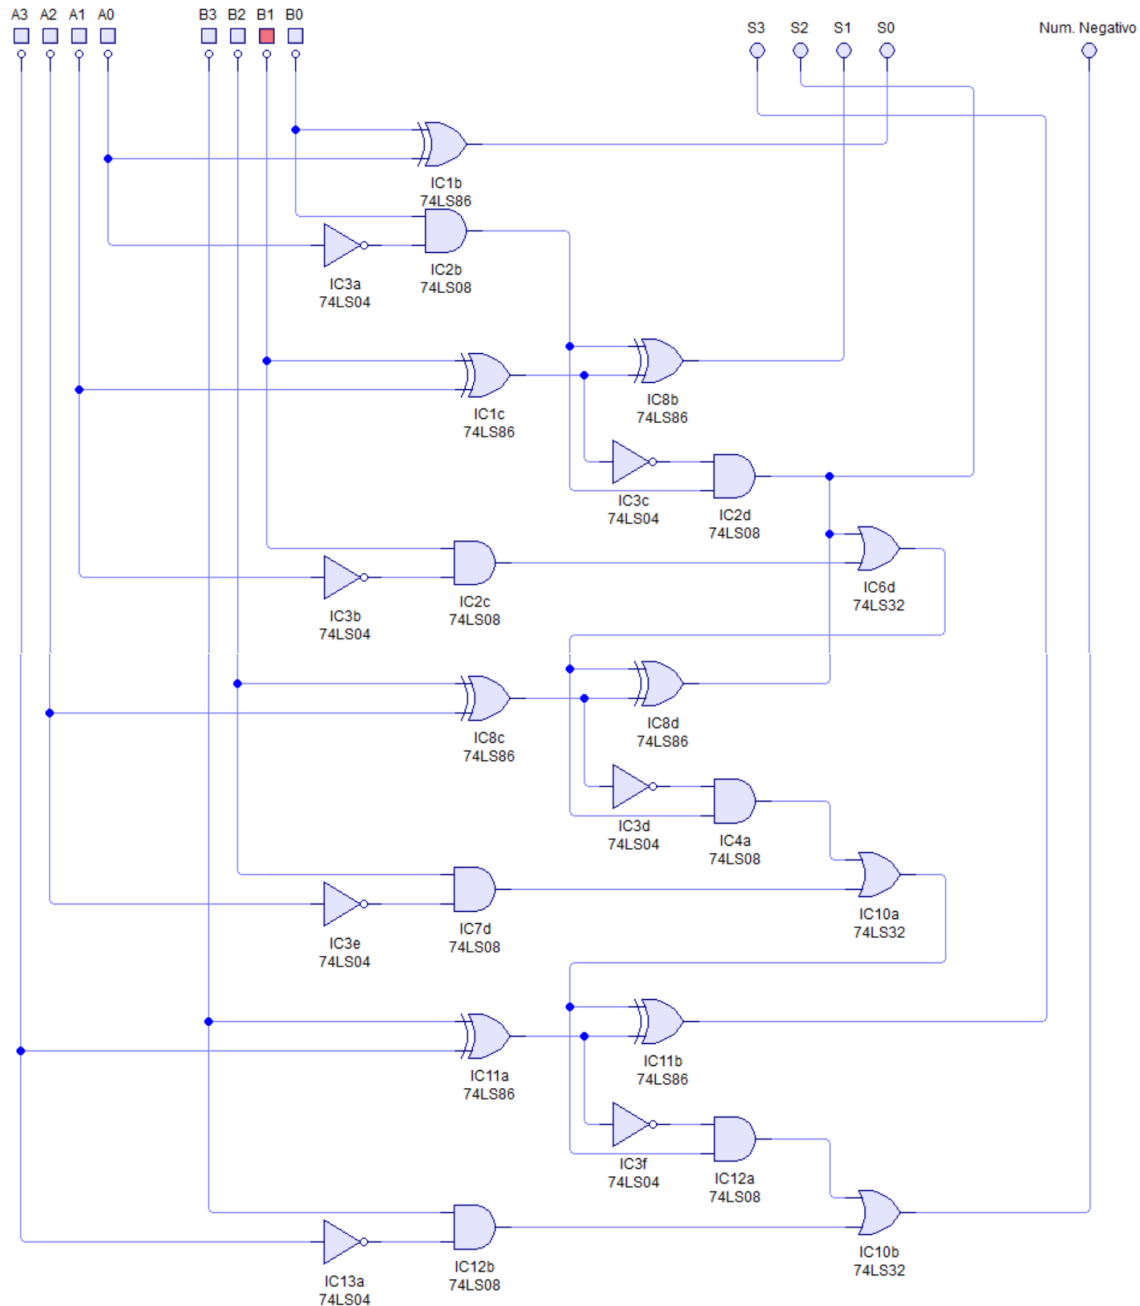 A3 A2 A1 A0 B3 B2 B1 B0 S3 S2 S1 S0 Num. Negativo
IC1b
74LS86
IC3a
74LS04
IC2b
74LS08
IC1c
74LS86
IC8b
74LS86
IC3c
74LS04
IC2d
74LS08
IC3b
74LS04
IC2c
74LS08
IC6d
74LS32
IC8c
74LS86
IC8d
74LS86
IC3d
74LS04
IC4a
74LS08
IC3e
74LS04
IC7d
74LS08
IC10a
74LS32
IC11a
74LS86
IC11b
74LS86
IC3f
74LS04
IC12a
74LS08
IC13a
74LS04
IC12b
74LS08
IC10b
74LS32